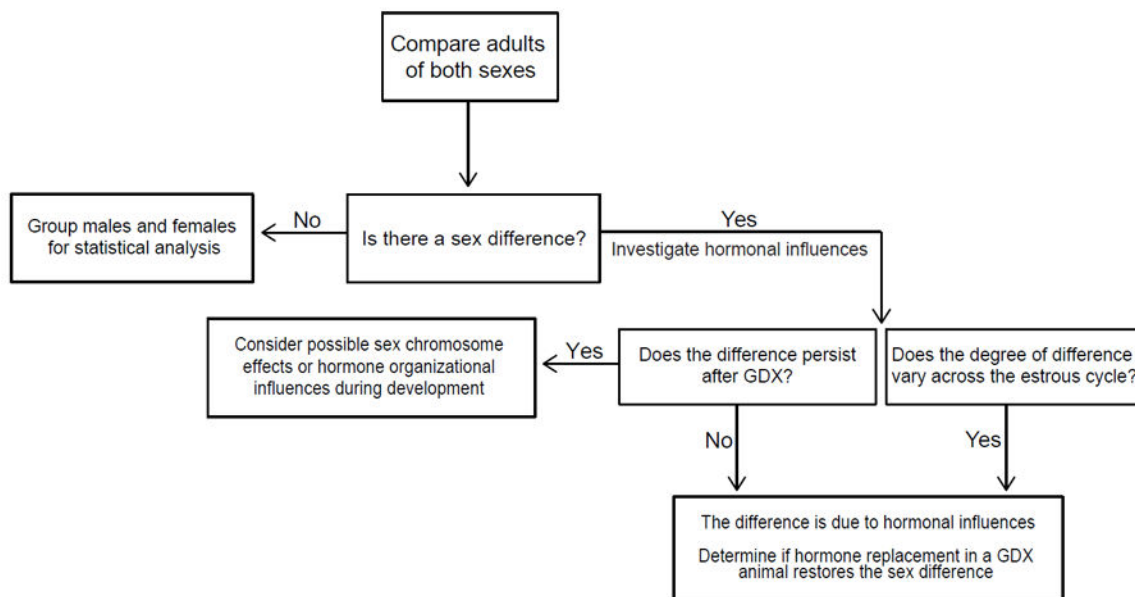 Compare adults
of both sexes
Group males and females
for statistical analysis
No
Is there a sex difference?
Yes
Investigate hormonal influences
Consider possible sex chromosome
effects or hormone organizational
influences during development
Yes
Does the difference persist
after GDX?
Does the degree of difference
vary across the estrous cycle?
No
Yes
The difference is due to hormonal influences
Determine if hormone replacement in a GDX
animal restores the sex difference